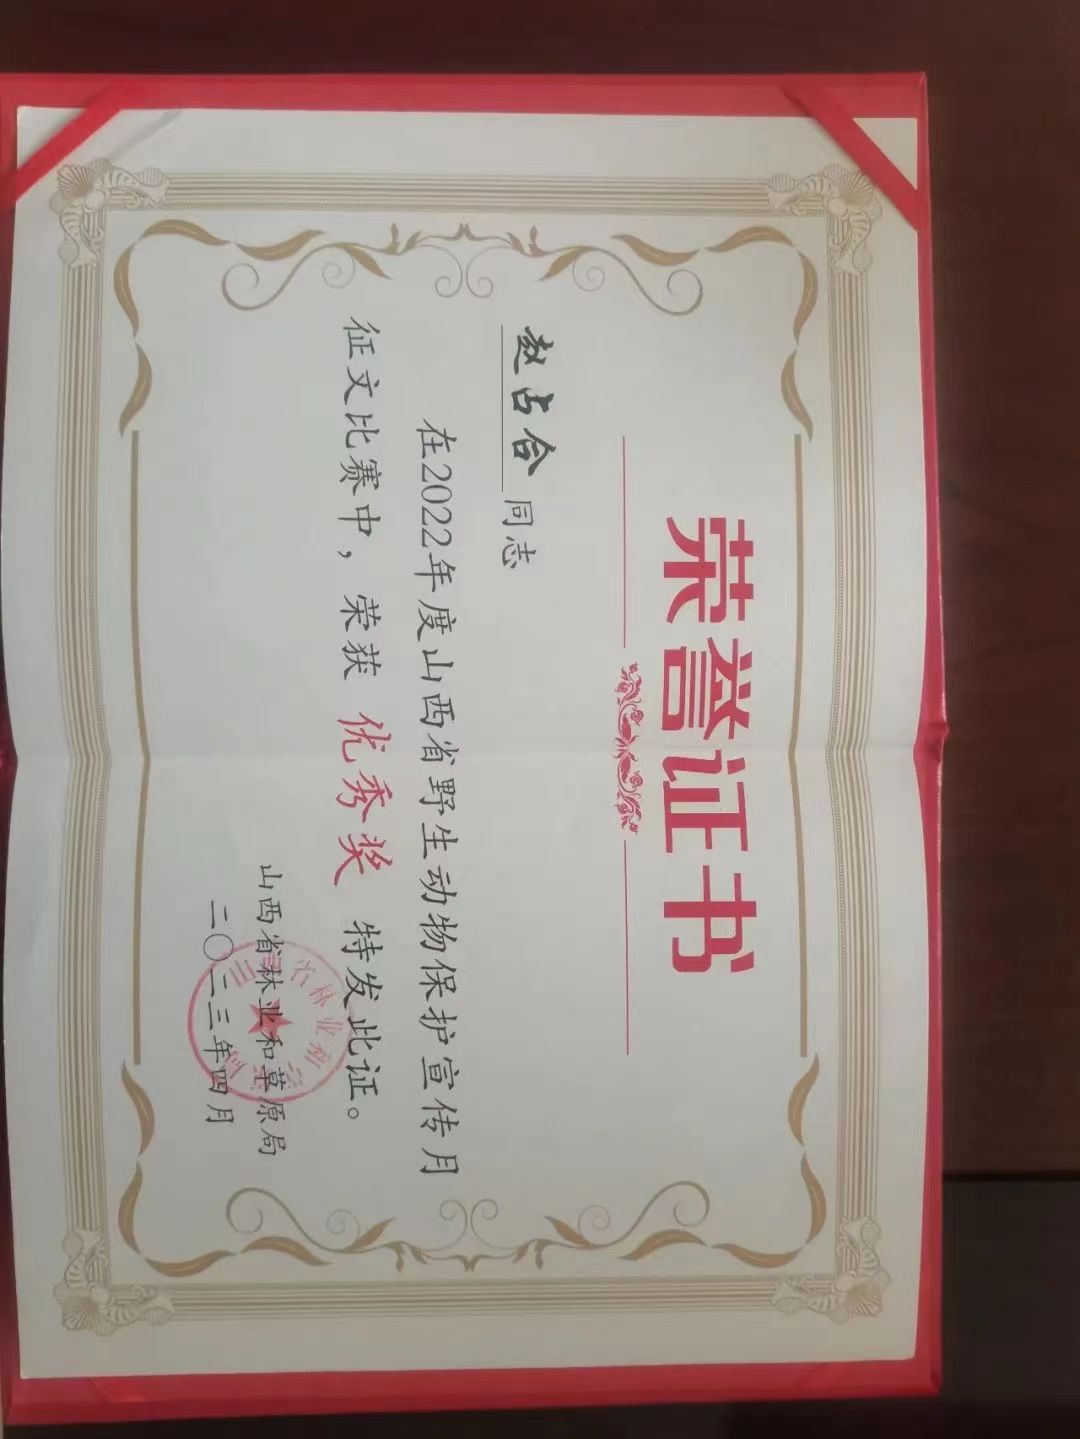 荣誉证书
赵占合同志
在2022年度山西省野生动物保护宣传月
征文比赛中，荣获 优秀奖 特发此证。
山西省林业和草原局
二〇二三年四月